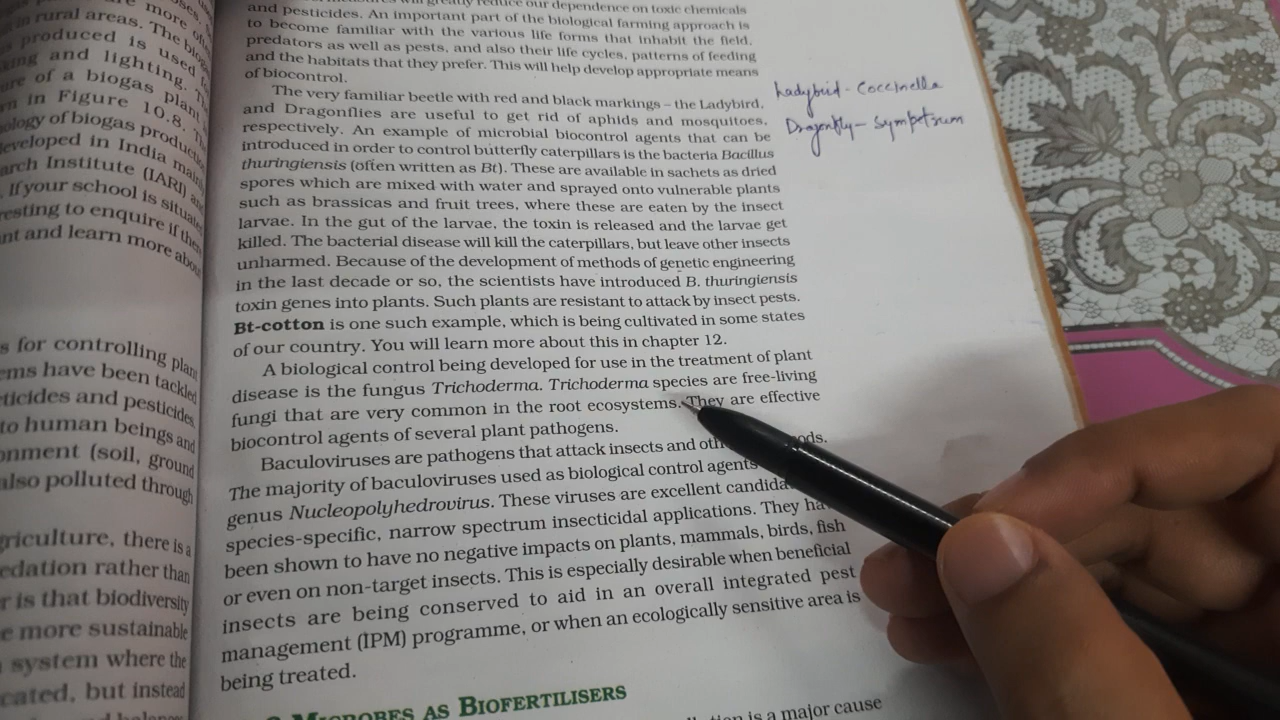 more
in rural areas. The
produced is used
and lighting.
of a biogas plant
in Figure 10.8.
of biogas
developed in India
Institute (IARI)
If your school is
to enquire if
and learn more
s for controlling plant
have been tackled
and pesticides.
to human beings and
(soil, ground
also polluted through
there is a
rather than
is that biodiversity
more sustainable
system where the
but instead
reduce our dependence on toxic chemicals
and pesticides. An important part of the biological farming approach is
to become familiar with the various life forms that inhabit the field,
predators as well as pests, and also their life cycles, patterns of feeding
and the habitats that they prefer. This will help develop appropriate means
of biocontrol.
The very familiar beetle with red and black markings – the Ladybird,
and Dragonflies are useful to get rid of aphids and mosquitoes,
respectively. An example of microbial biocontrol agents that can be
introduced in order to control butterfly caterpillars is the bacteria Bacillus
thuringiensis (often written as Bt). These are available in sachets as dried
spores which are mixed with water and sprayed onto vulnerable plants
such as brassicas and fruit trees, where these are eaten by the insect
larvae. In the gut of the larvae, the toxin is released and the larvae get
killed. The bacterial disease will kill the caterpillars, but leave other insects
unharmed. Because of the development of methods of genetic engineering
in the last decade or so, the scientists have introduced B. thuringiensis
toxin genes into plants. Such plants are resistant to attack by insect pests.
Bt-cotton is one such example, which is being cultivated in some states
of our country. You will learn more about this in chapter 12.
A biological control being developed for use in the treatment of plant
disease is the fungus Trichoderma. Trichoderma species are free-living
fungi that are very common in the root ecosystems. They are effective
biocontrol agents of several plant pathogens.
Baculoviruses are pathogens that attack insects and
The majority of baculoviruses used as biological control agents
genus Nucleopolyhedrovirus. These viruses are excellent
species-specific, narrow spectrum insecticidal applications. They
been shown to have no negative impacts on plants, mammals, birds, fish
or even on non-target insects. This is especially desirable when beneficial
insects are being conserved to aid in an overall integrated pest
management (IPM) programme, or when an ecologically sensitive area is
being treated.
MICROBES AS BIOFERTILISERS
is a major cause
Ladybird - Coccinella
Dragonfly - Sympetrum